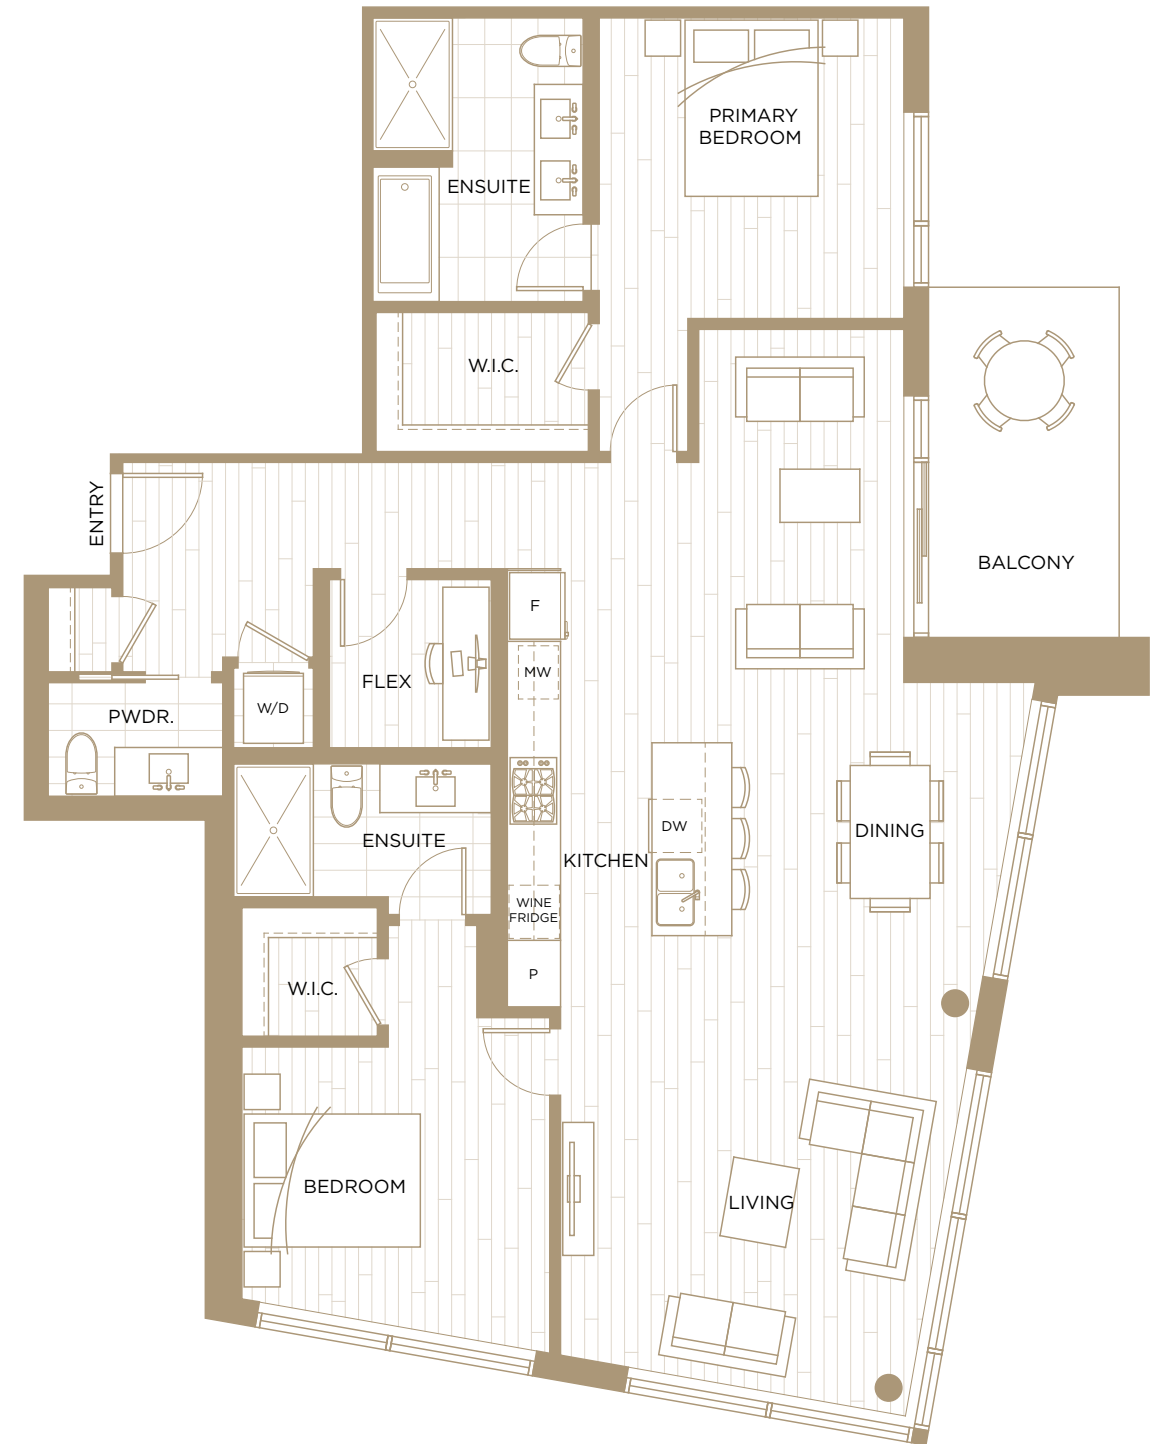 PRIMARY
BEDROOM
ENSUITE
W.I.C.
ENTRY
BALCONY
F
MW
FLEX
W/D
PWDR.
DW
DINING
ENSUITE
KITCHEN
WINE
FRIDGE
P
W.I.C.
BEDROOM
LIVING